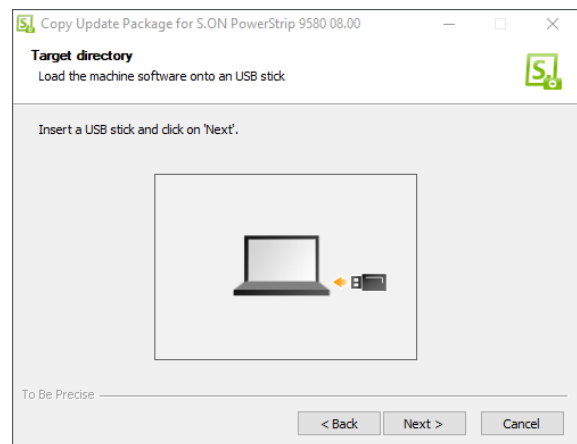 Copy Update Package for S.ON PowerStrip 9580 08.00
Target directory
Load the machine software onto an USB stick
S.
Insert a USB stick and click on 'Next'.
To Be Precise
< Back Next > Cancel